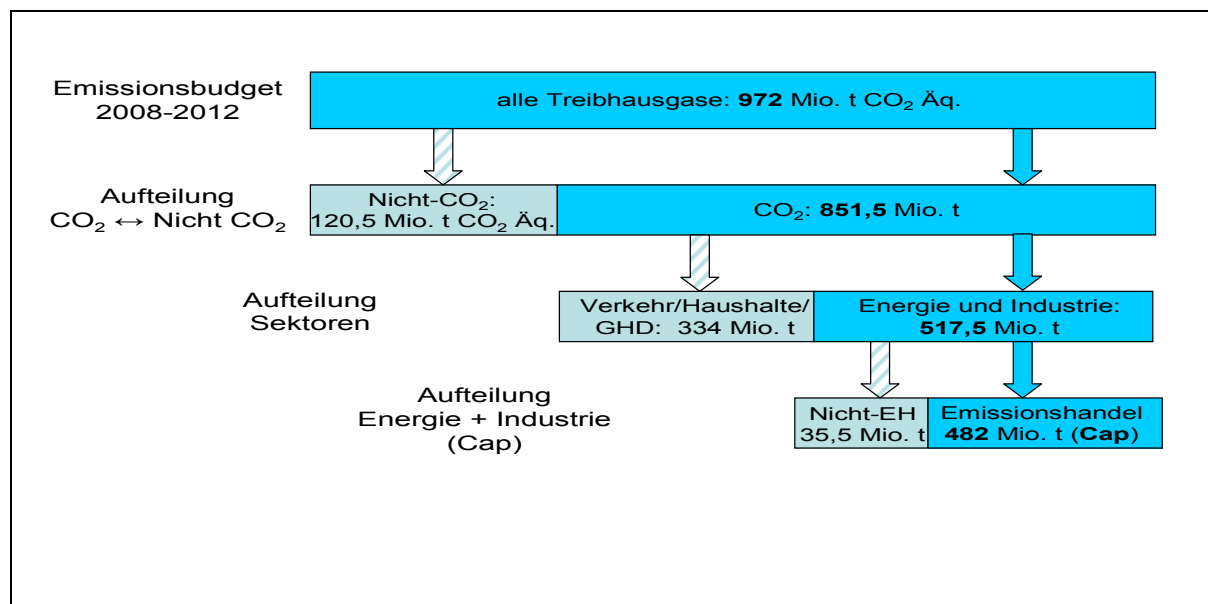 Emissionsbudget
2008-2012
alle Treibhausgase: 972 Mio. t CO₂ Äq.
Aufteilung
CO₂ ↔ Nicht CO₂
Nicht-CO₂:
120,5 Mio. t CO₂ Äq.
CO₂: 851,5 Mio. t
Aufteilung
Sektoren
Verkehr/Haushalte/
GHD: 334 Mio. t
Energie und Industrie:
517,5 Mio. t
Aufteilung
Energie + Industrie
(Cap)
Nicht-EH
35,5 Mio. t
Emissionshandel
482 Mio. t (Cap)